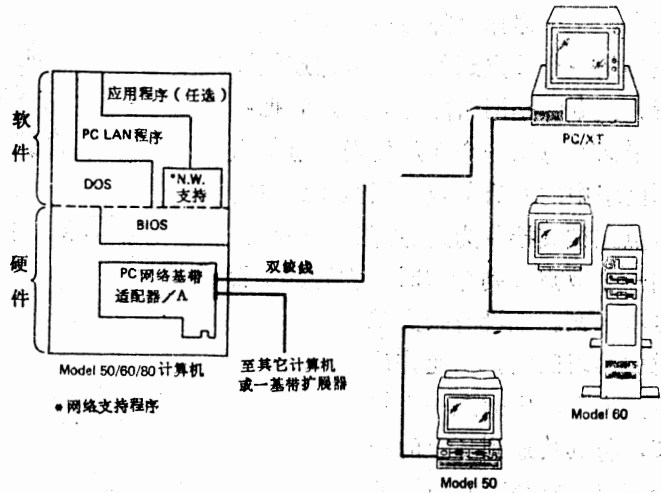 软件
应用程序（任选）
PC LAN程序
DOS
*N.W.
支持
BIOS
硬件
PC网络基带
适配器／A
双绞线
Model 50/60/80计算机
至其它计算机
或一基带扩展器
*网络支持程序
PC/XT
Model 60
Model 50